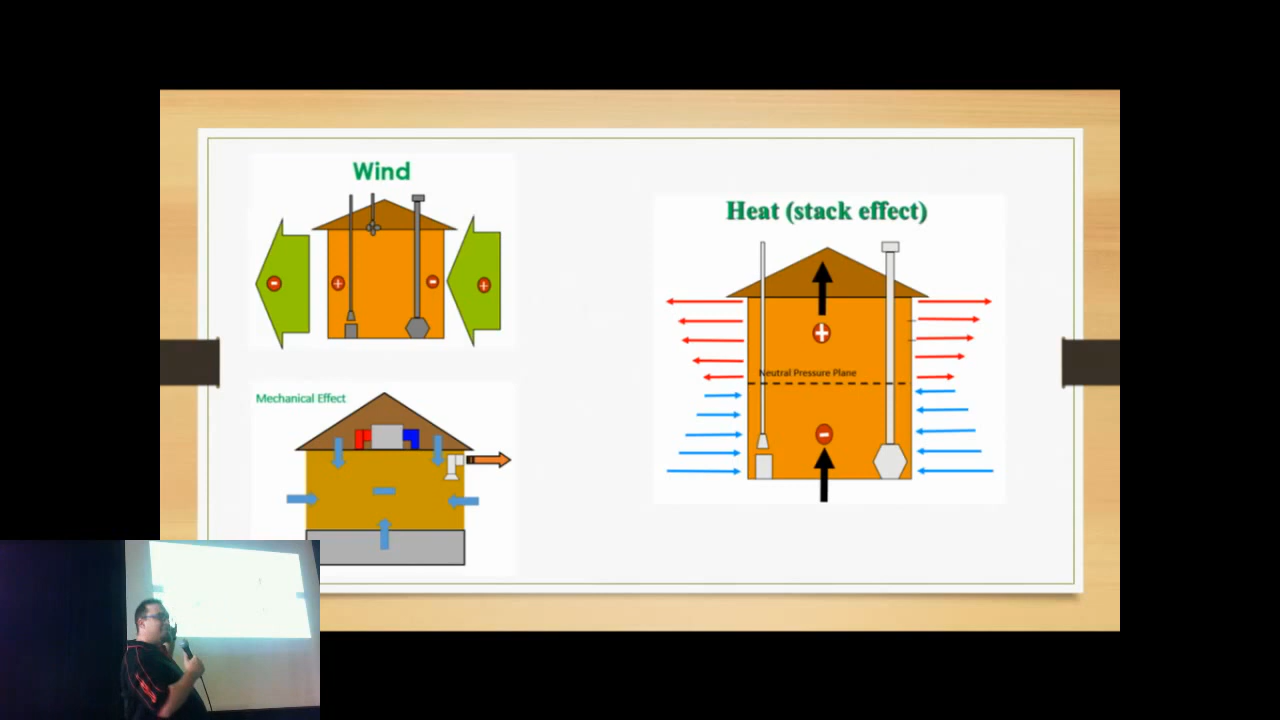 Wind
Heat (stack effect)
Neutral Pressure Plane
Mechanical Effect